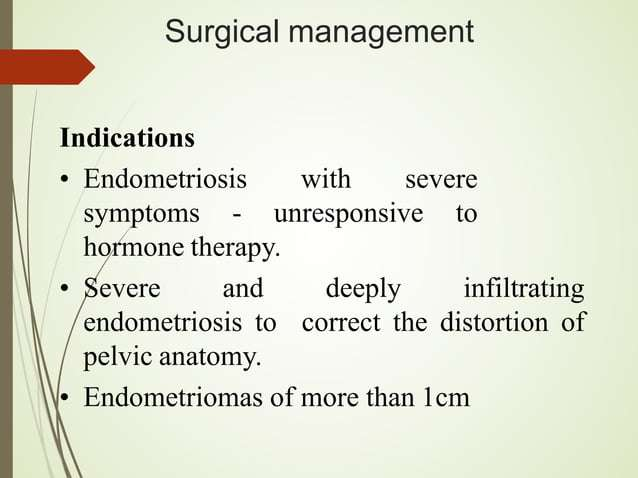 Surgical management
Indications
• Endometriosis with severe
symptoms - unresponsive to
hormone therapy.
• Severe and deeply infiltrating
endometriosis to correct the distortion of
pelvic anatomy.
• Endometriomas of more than 1cm